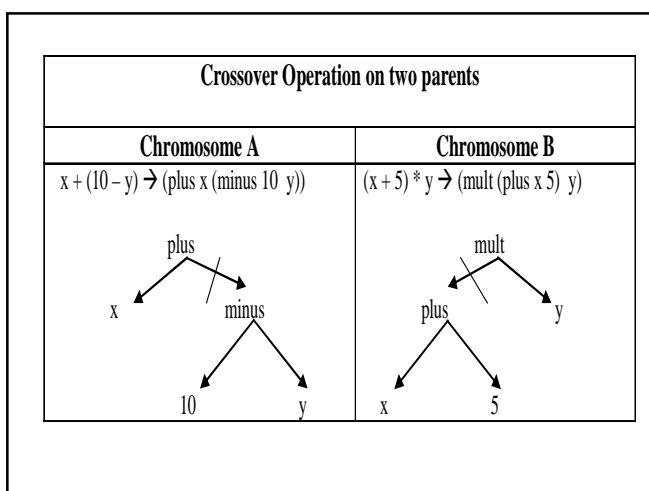 Crossover Operation on two parents
Chromosome A
Chromosome B
x + (10 – y) → (plus x (minus 10 y))
(x + 5) * y → (mult (plus x 5) y)
plus
x
minus
10
y
mult
plus
y
x
5